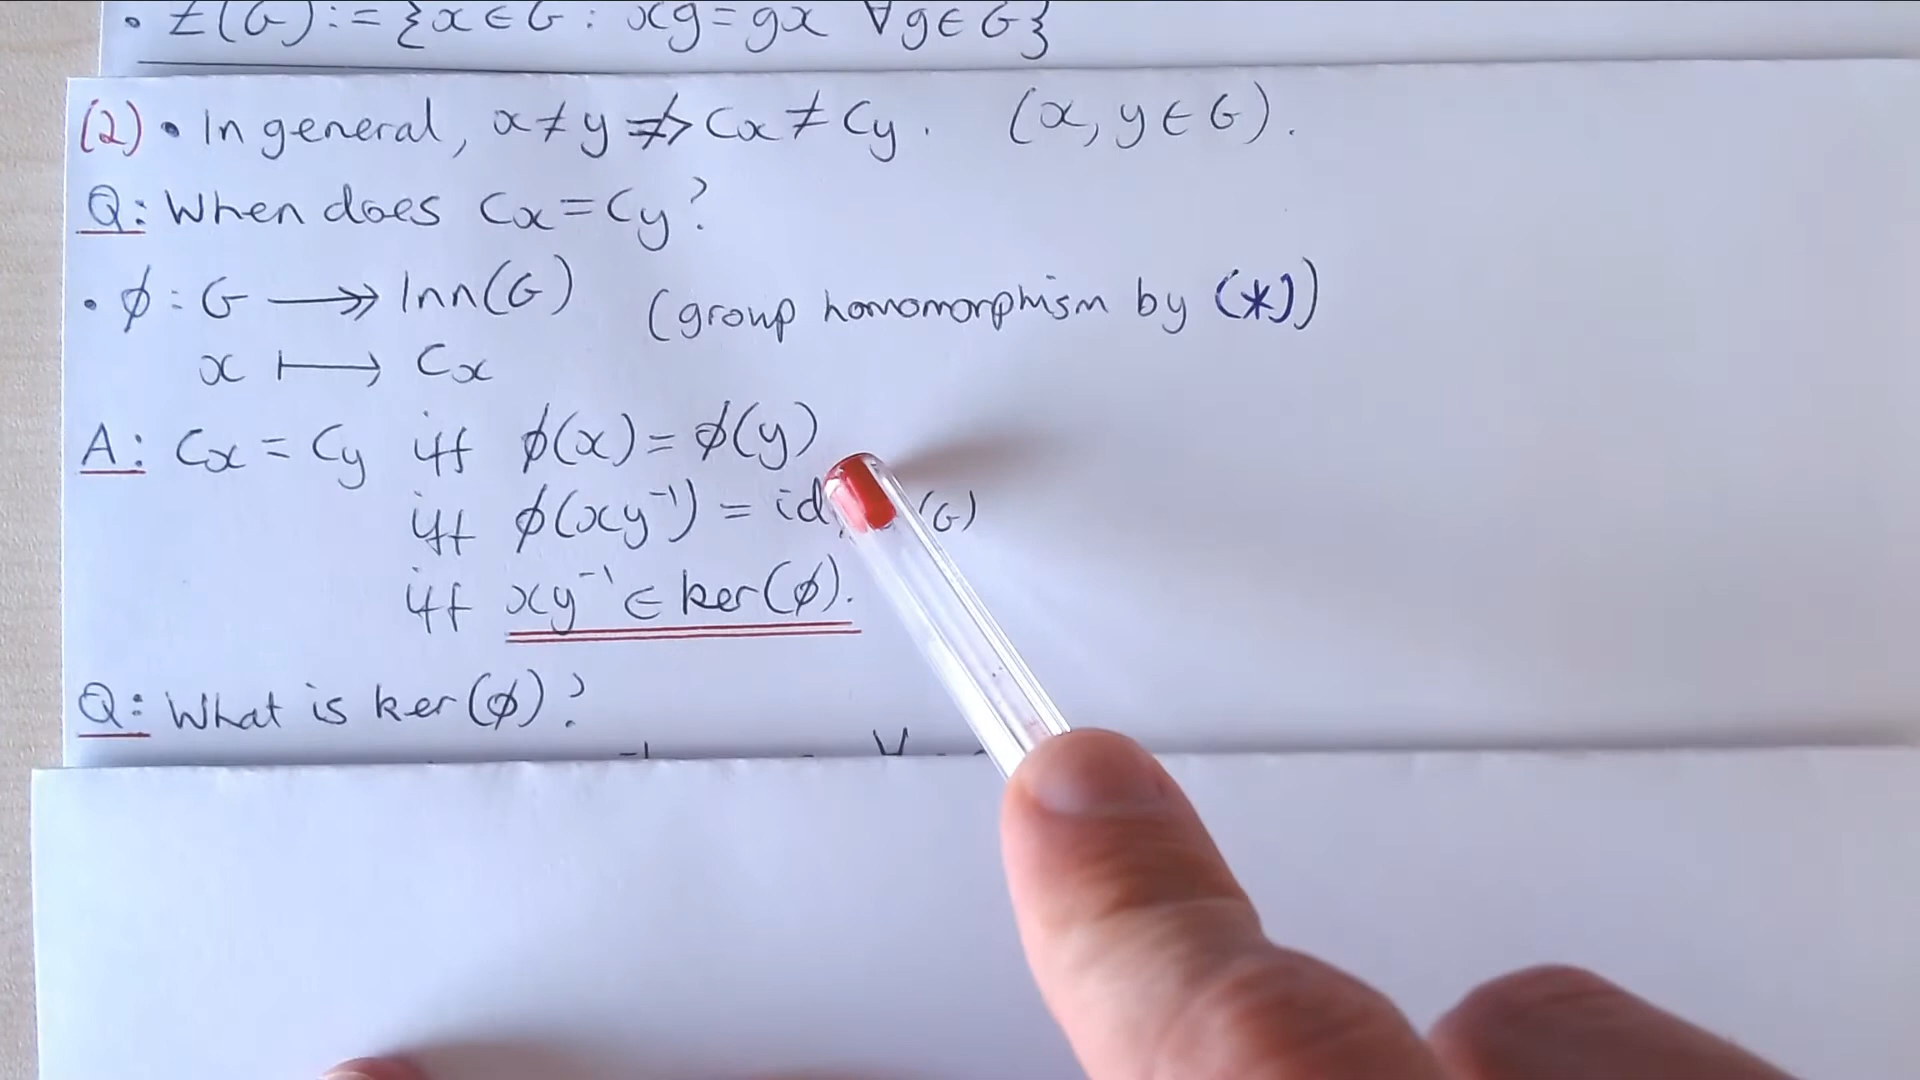 • Z(G) := {x ∈ G : xg = gx ∀g ∈ G}
(2) • In general, x ≠ y ⇏ Cx ≠ Cy. (x, y ∈ G).
Q: When does Cx = Cy?
• ϕ : G ↠ Inn(G) (group homomorphism by (*))
x ⟼ Cx
A: Cx = Cy iff ϕ(x) = ϕ(y)
iff ϕ(xy⁻¹) = id (G)
iff xy⁻¹ ∈ ker(ϕ).
Q: What is ker(ϕ)?